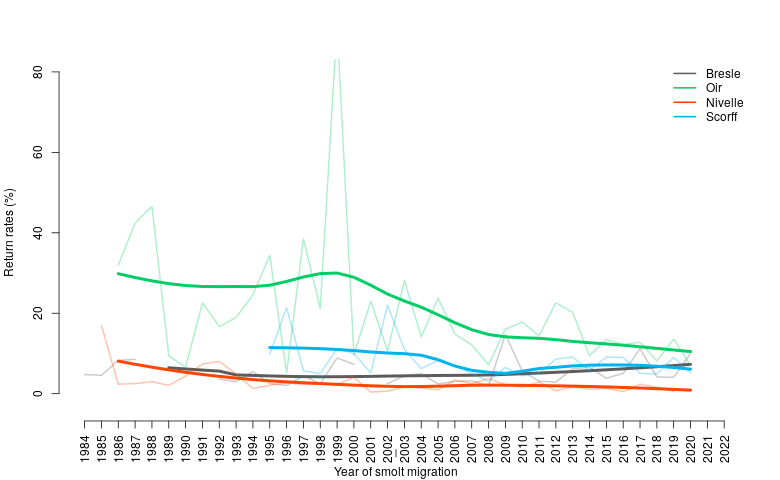 Return rates (%)
80
60
40
20
0
Bresle
Oir
Nivelle
Scorff
1984 1985 1986 1987 1988 1989 1990 1991 1992 1993 1994 1995 1996 1997 1998 1999 2000 2001 2002 2003 2004 2005 2006 2007 2008 2009 2010 2011 2012 2013 2014 2015 2016 2017 2018 2019 2020 2021 2022
Year of smolt migration